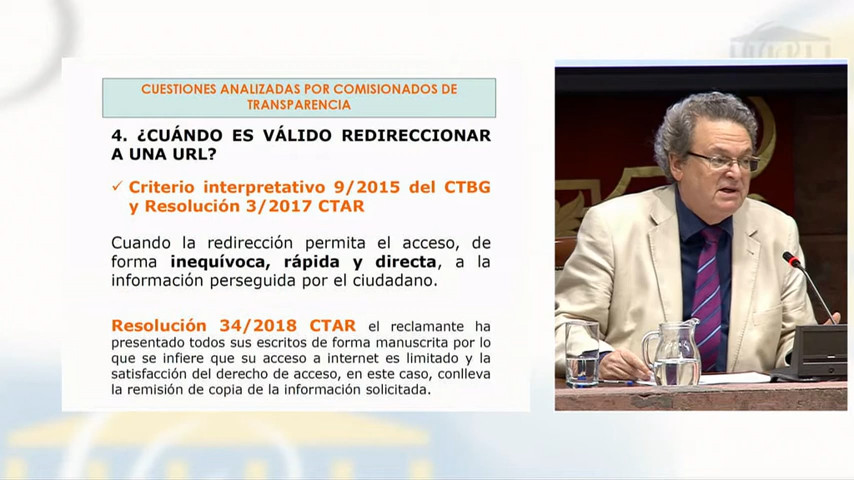 CUESTIONES ANALIZADAS POR COMISIONADOS DE
TRANSPARENCIA
4. ¿CUÁNDO ES VÁLIDO REDIRECCIONAR
A UNA URL?
✓ Criterio interpretativo 9/2015 del CTBG
y Resolución 3/2017 CTAR
Cuando la redirección permita el acceso, de
forma inequívoca, rápida y directa, a la
información perseguida por el ciudadano.
Resolución 34/2018 CTAR el reclamante ha
presentado todos sus escritos de forma manuscrita por lo
que se infiere que su acceso a internet es limitado y la
satisfacción del derecho de acceso, en este caso, conlleva
la remisión de copia de la información solicitada.